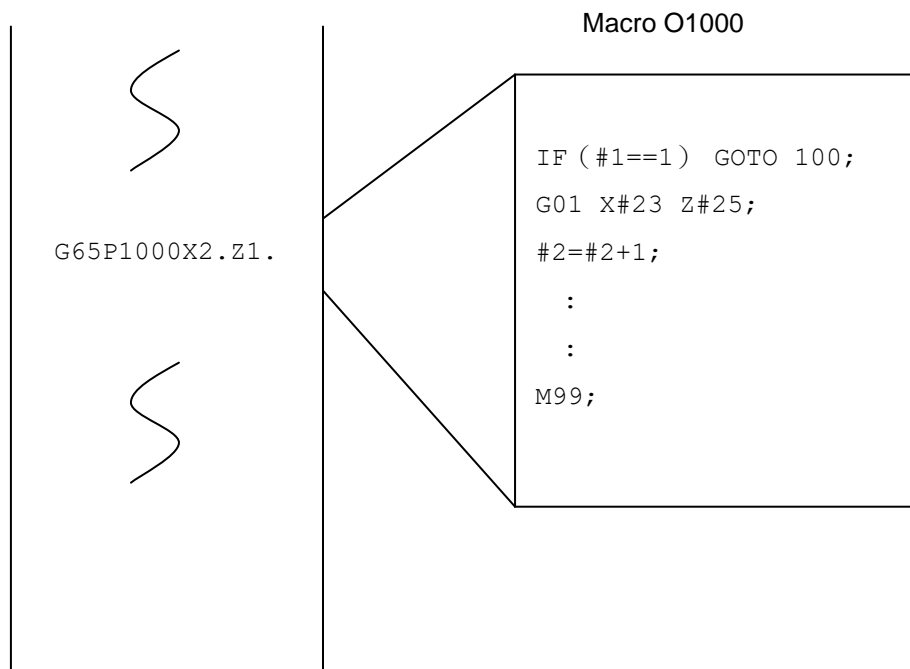 Macro O1000
G65P1000X2.Z1.
IF（#1==1） GOTO 100;
G01 X#23 Z#25;
#2=#2+1;
:
:
M99;